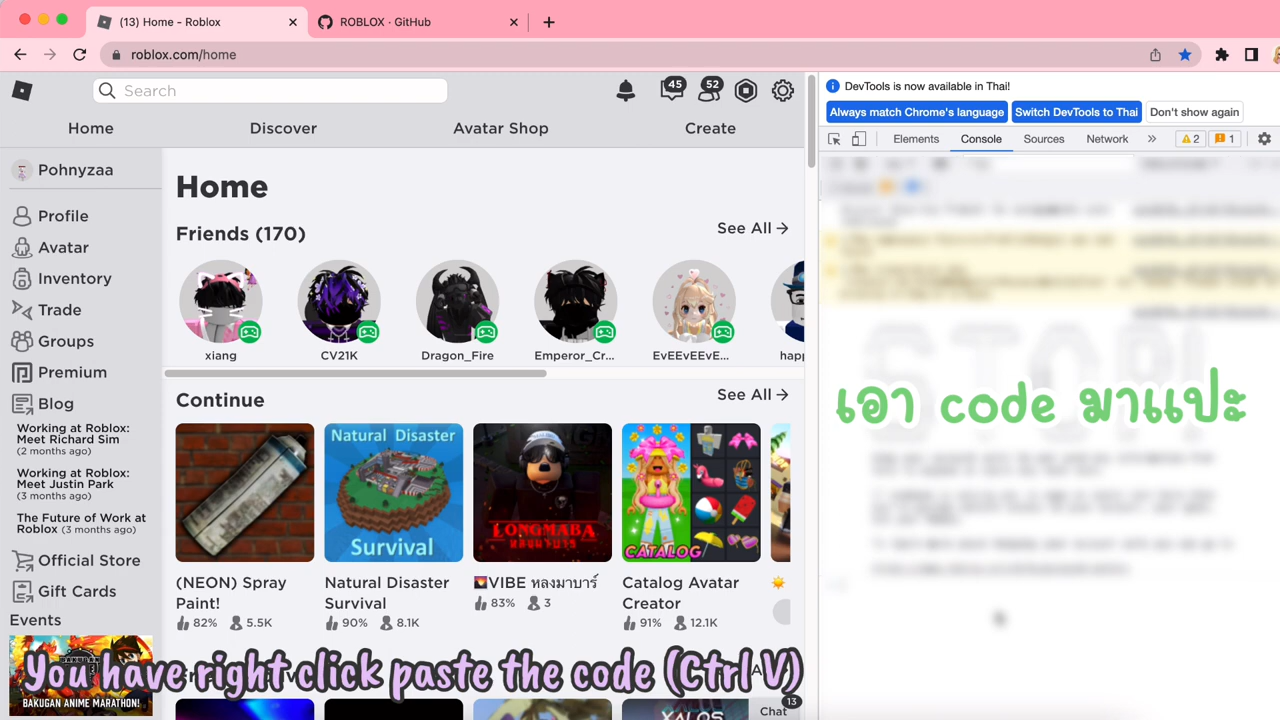 (13) Home - Roblox
ROBLOX · GitHub
roblox.com/home
Search
45
52
Home
Discover
Avatar Shop
Create
Pohnyzaa
Profile
Avatar
Inventory
Trade
Groups
Premium
Blog
Working at Roblox:
Meet Richard Sim
(2 months ago)
Working at Roblox:
Meet Justin Park
(3 months ago)
The Future of Work at
Roblox (3 months ago)
Official Store
Gift Cards
Events
BAKUGAN ANIME MARATHON!
Home
Friends (170)
See All
xiang
CV21K
Dragon_Fire
Emperor_Cr...
EvEEvEEvE...
Continue
See All
Natural Disaster
Survival
LONGMABA
CATALOG
(NEON) Spray
Paint!
82% 5.5K
Natural Disaster
Survival
90% 8.1K
VIBE หลงมาบาร์
83% 3
Catalog Avatar
Creator
91% 12.1K
XALOS
Chat
13
DevTools is now available in Thai!
Always match Chrome's language
Switch DevTools to Thai
Don't show again
Elements
Console
Sources
Network
2
1
STOP!
เอา code มาแปะ
You have right click paste the code (Ctrl V)